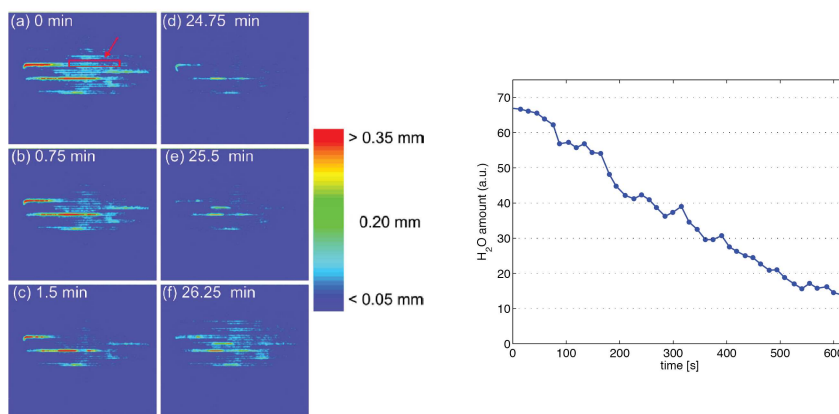 (a) 0 min
(d) 24.75 min
(b) 0.75 min
(e) 25.5 min
(c) 1.5 min
(f) 26.25 min
> 0.35 mm
0.20 mm
< 0.05 mm
70
60
50
40
30
20
10
0
H₂O amount (a.u.)
0 100 200 300 400 500 600
time [s]